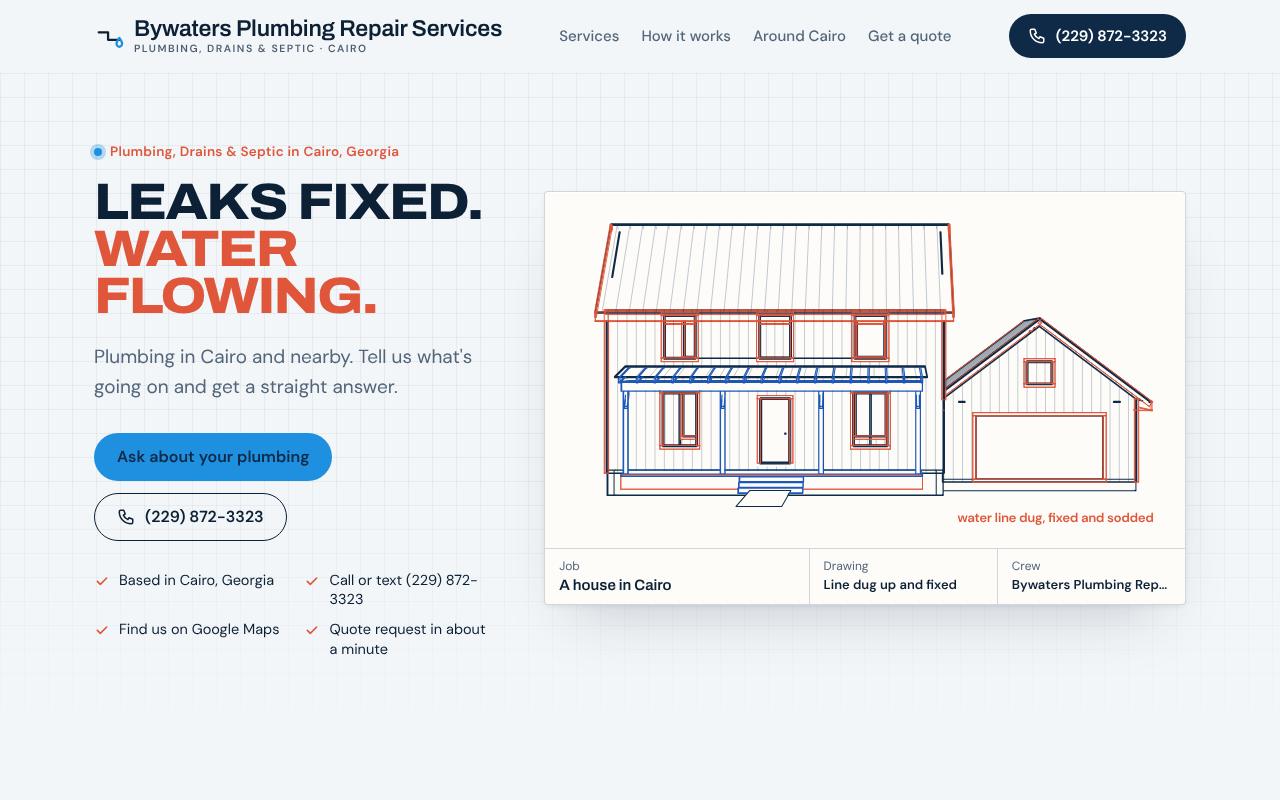 Bywaters Plumbing Repair Services
PLUMBING, DRAINS & SEPTIC · CAIRO
Services
How it works
Around Cairo
Get a quote
(229) 872-3323
Plumbing, Drains & Septic in Cairo, Georgia
LEAKS FIXED.
WATER
FLOWING.
Plumbing in Cairo and nearby. Tell us what's
going on and get a straight answer.
Ask about your plumbing
(229) 872-3323
Based in Cairo, Georgia
Call or text (229) 872-
3323
Find us on Google Maps
Quote request in about
a minute
water line dug, fixed and sodded
Job
A house in Cairo
Drawing
Line dug up and fixed
Crew
Bywaters Plumbing Rep...